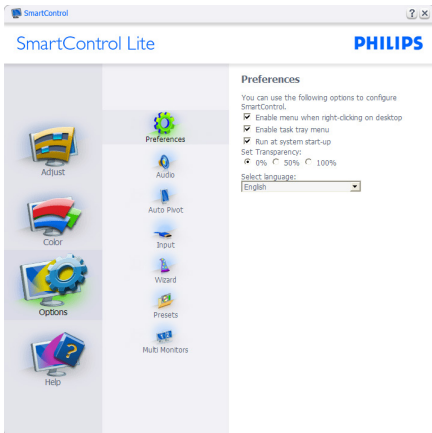 SmartControl
SmartControl Lite
PHILIPS
Adjust
Color
Options
Help
Preferences
Audio
Auto Pivot
Input
Wizard
Presets
Multi Monitors
Preferences
You can use the following options to configure
SmartControl.
Enable menu when right-clicking on desktop
Enable task tray menu
Run at system start-up
Set Transparency:
0% 50% 100%
Select language:
English